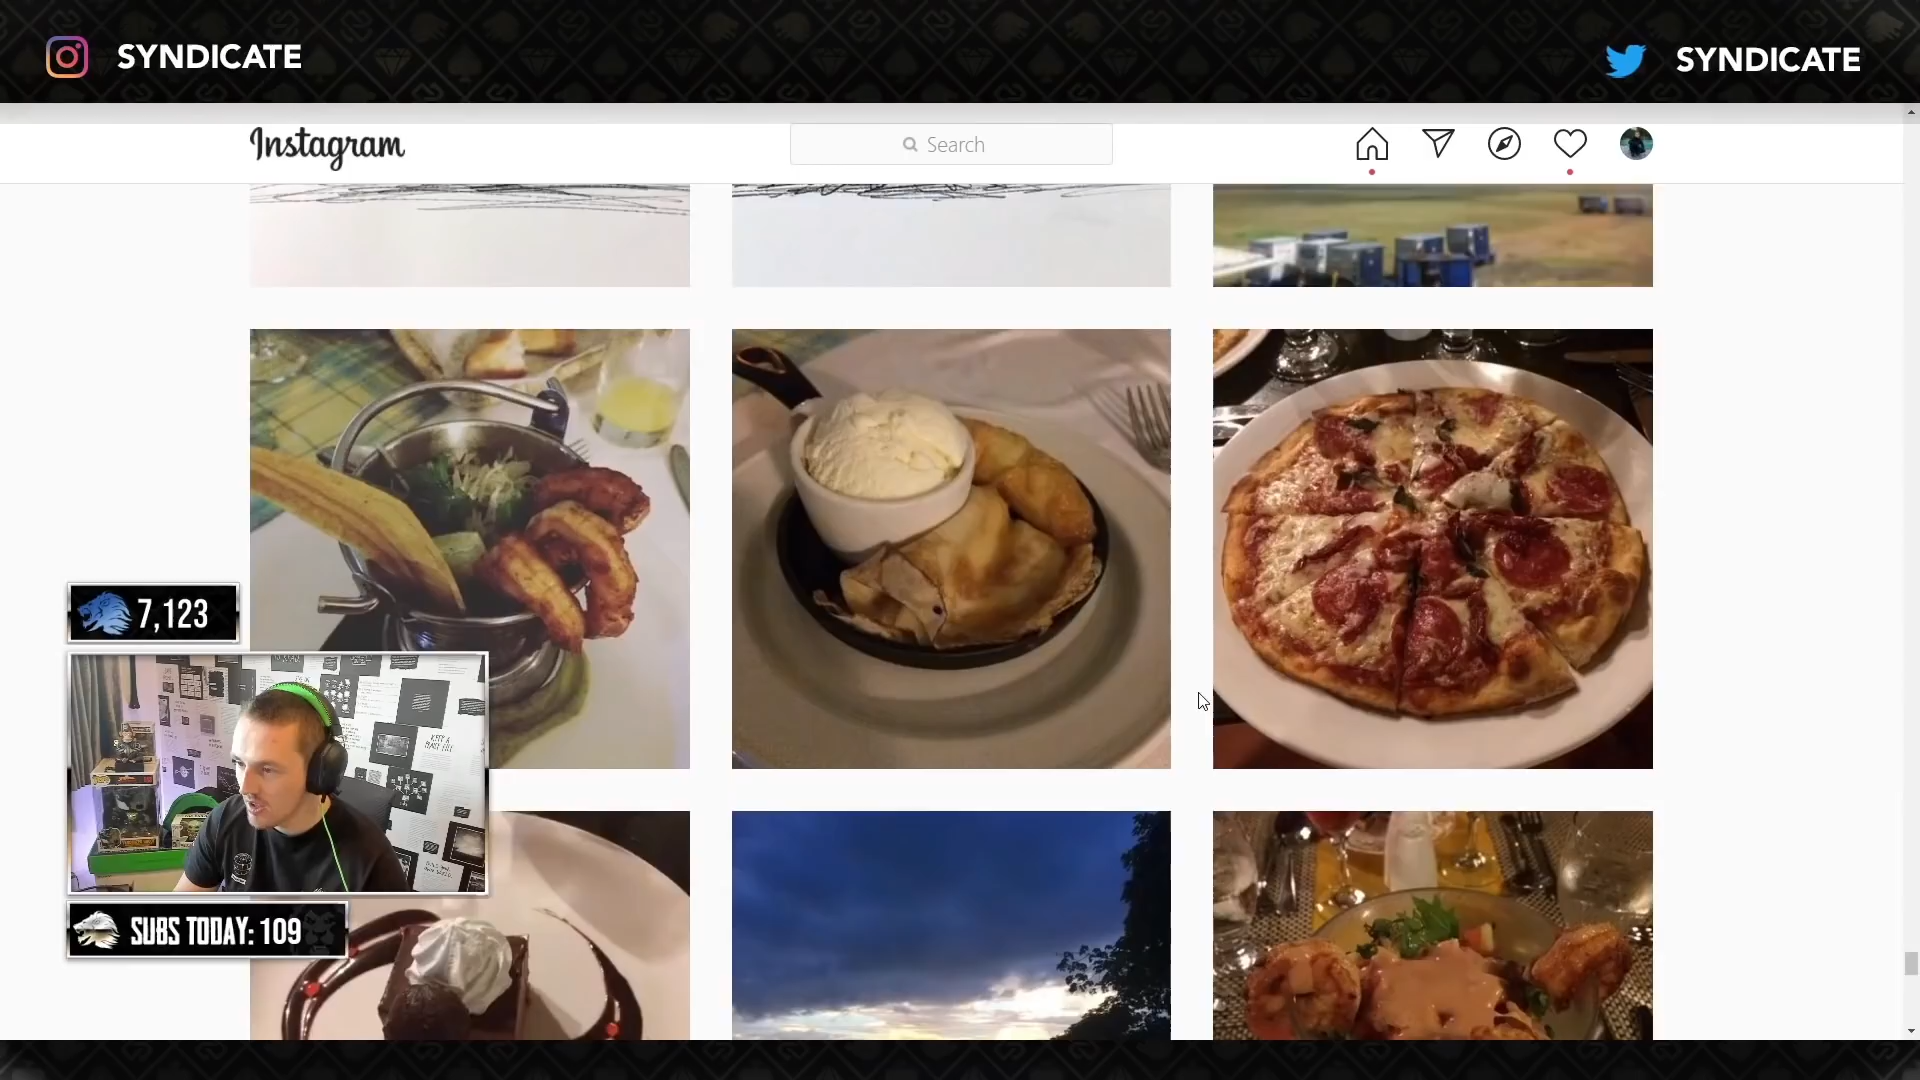 SYNDICATE
SYNDICATE
Instagram
Search
7,123
SUBS TODAY: 109